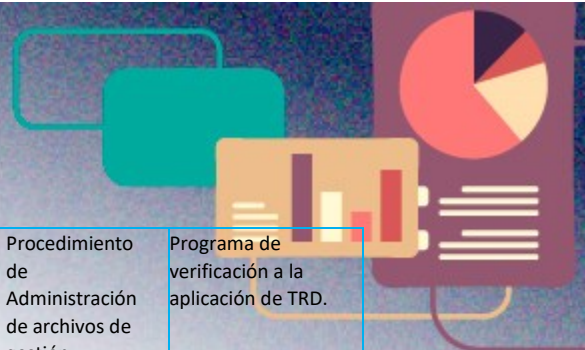 Procedimiento
de
Administración
de archivos de
Programa de
verificación a la
aplicación de TRD.